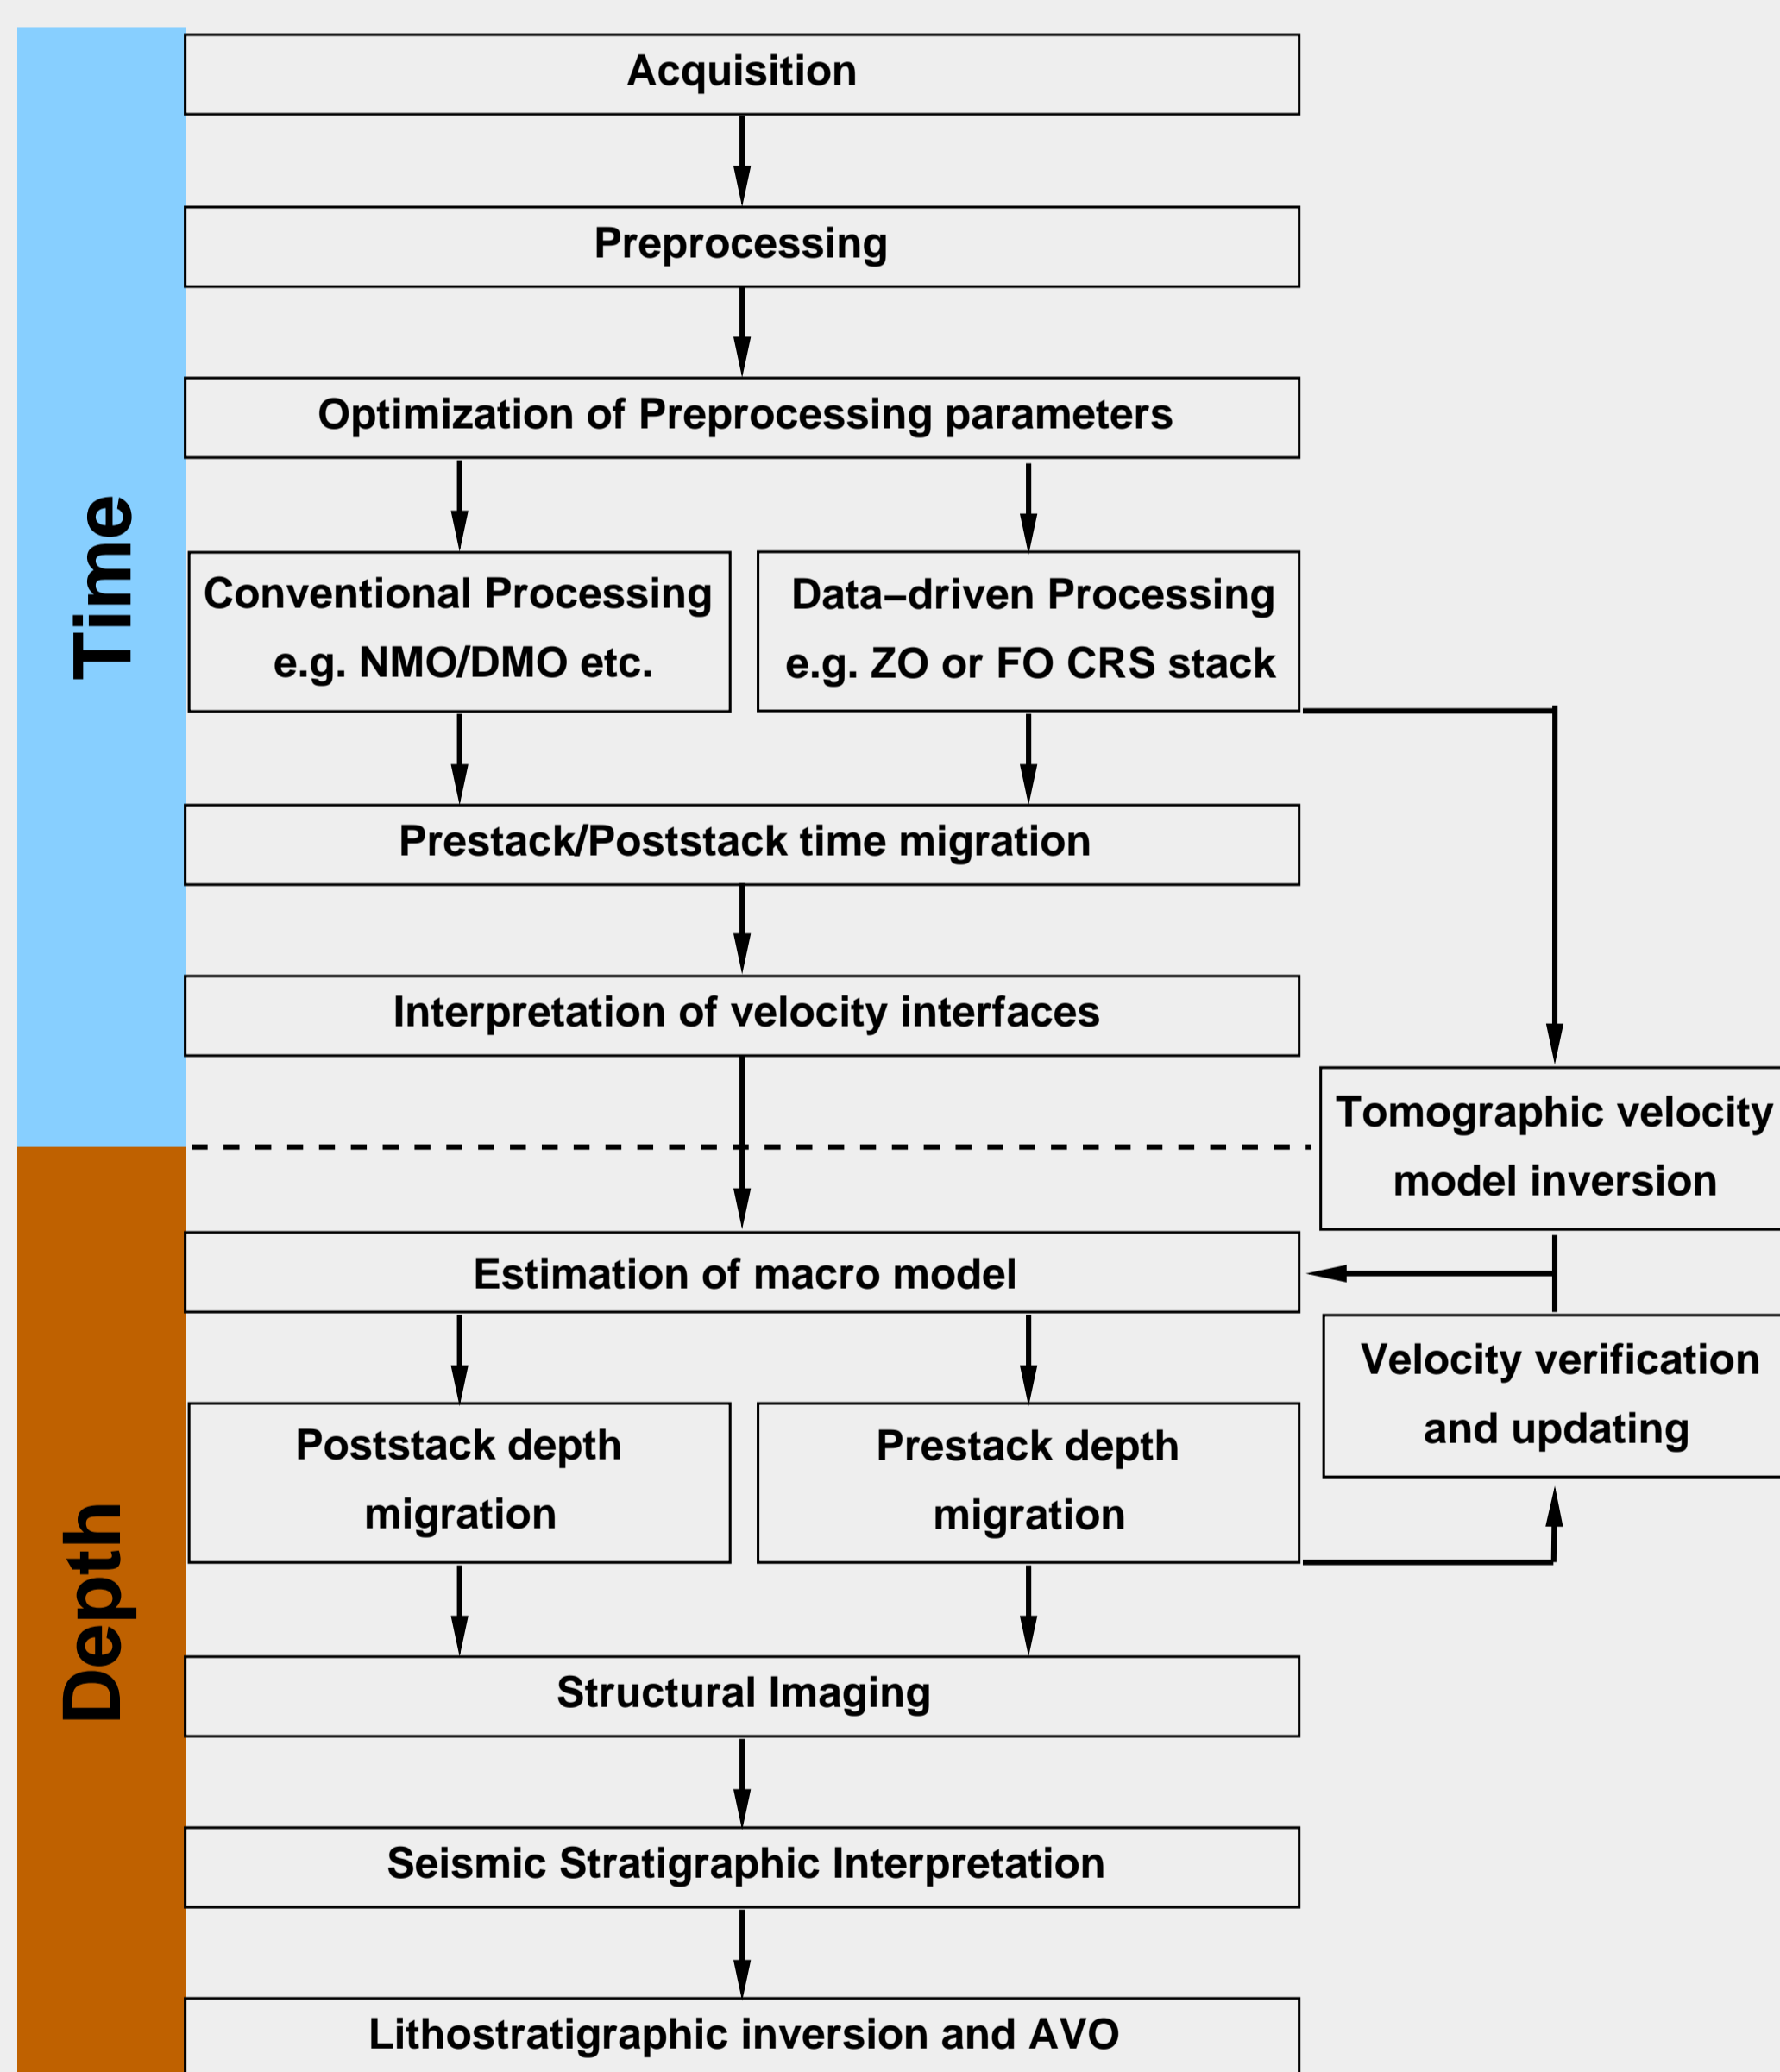 Time
Acquisition
Preprocessing
Optimization of Preprocessing parameters
Conventional Processing
e.g. NMO/DMO etc.
Data–driven Processing
e.g. ZO or FO CRS stack
Prestack/Poststack time migration
Interpretation of velocity interfaces
Tomographic velocity
model inversion
Depth
Estimation of macro model
Velocity verification
and updating
Poststack depth
migration
Prestack depth
migration
Structural Imaging
Seismic Stratigraphic Interpretation
Lithostratigraphic inversion and AVO